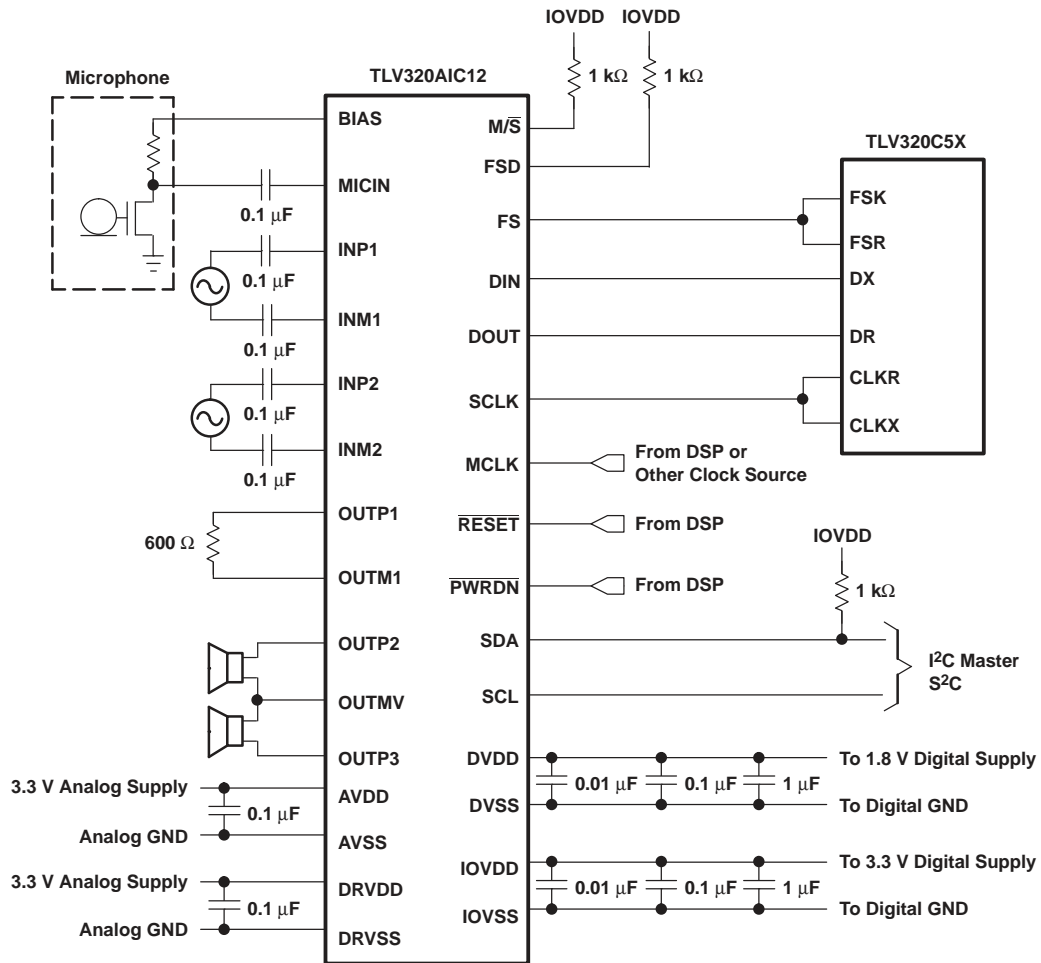 IOVDD IOVDD
TLV320AIC12
Microphone
1 kΩ
1 kΩ
BIAS
M/S̅
TLV320C5X
FSD
MICIN
FSK
0.1 μF
FS
INP1
FSR
0.1 μF
DIN
DX
INM1
DOUT
DR
0.1 μF
CLKR
INP2
SCLK
0.1 μF
CLKX
INM2
MCLK
From DSP or
Other Clock Source
0.1 μF
OUTP1
R̅E̅S̅E̅T̅
From DSP
600 Ω
IOVDD
OUTM1
P̅W̅R̅D̅N̅
From DSP
1 kΩ
OUTP2
SDA
I²C Master
S²C
OUTMV
SCL
OUTP3
DVDD
To 1.8 V Digital Supply
3.3 V Analog Supply
0.01 μF
0.1 μF
1 μF
AVDD
0.1 μF
DVSS
To Digital GND
Analog GND
AVSS
IOVDD
To 3.3 V Digital Supply
3.3 V Analog Supply
DRVDD
0.01 μF
0.1 μF
1 μF
0.1 μF
IOVSS
To Digital GND
Analog GND
DRVSS